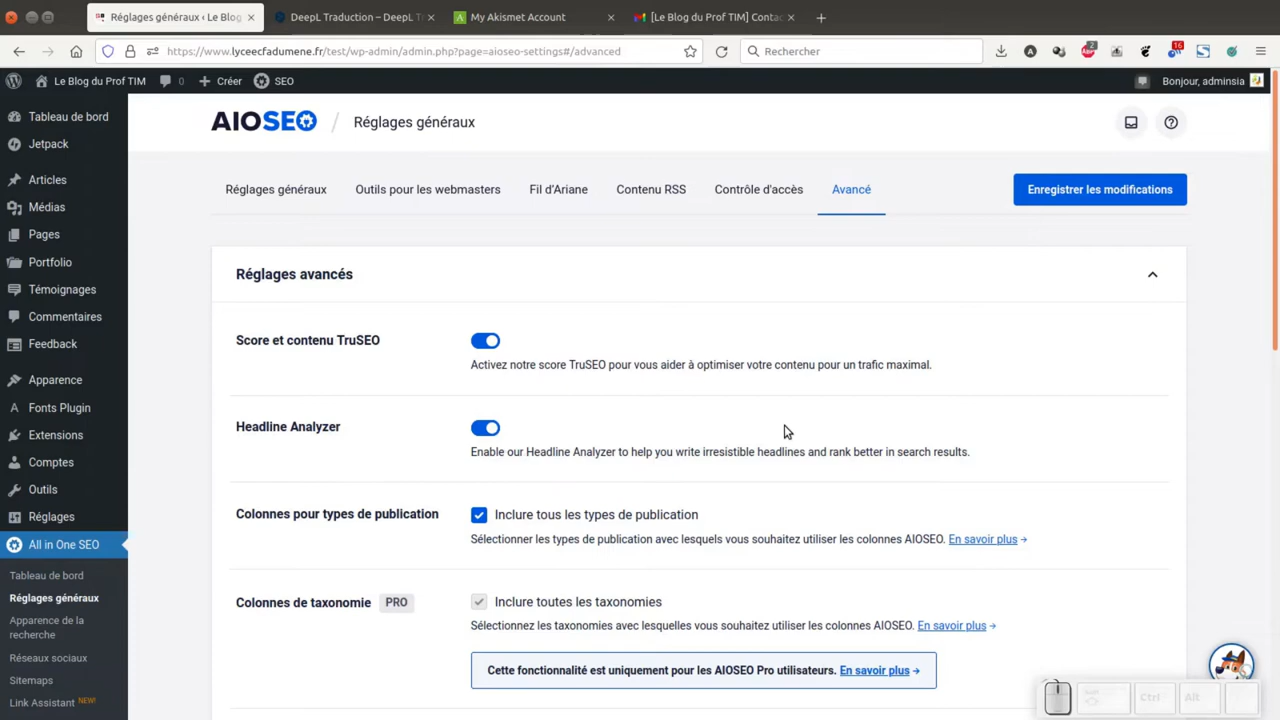 Réglages généraux ‹ Le Blog
DeepL Traduction – DeepL T
My Akismet Account
[Le Blog du Prof TIM] Contac
https://www.lyceecfadumene.fr/test/wp-admin/admin.php?page=aioseo-settings#/advanced
Rechercher
2
16
Le Blog du Prof TIM
0
Créer
SEO
Bonjour, adminsia
Tableau de bord
Jetpack
Articles
Médias
Pages
Portfolio
Témoignages
Commentaires
Feedback
Apparence
Fonts Plugin
Extensions
Comptes
Outils
Réglages
All in One SEO
Tableau de bord
Réglages généraux
Apparence de la
recherche
Réseaux sociaux
Sitemaps
Link Assistant NEW!
AIOSEO / Réglages généraux
Réglages généraux
Outils pour les webmasters
Fil d'Ariane
Contenu RSS
Contrôle d'accès
Avancé
Enregistrer les modifications
Réglages avancés
Score et contenu TruSEO
Activez notre score TruSEO pour vous aider à optimiser votre contenu pour un trafic maximal.
Headline Analyzer
Enable our Headline Analyzer to help you write irresistible headlines and rank better in search results.
Colonnes pour types de publication
Inclure tous les types de publication
Sélectionner les types de publication avec lesquels vous souhaitez utiliser les colonnes AIOSEO. En savoir plus →
Colonnes de taxonomie PRO
Inclure toutes les taxonomies
Sélectionnez les taxonomies avec lesquelles vous souhaitez utiliser les colonnes AIOSEO. En savoir plus →
Cette fonctionnalité est uniquement pour les AIOSEO Pro utilisateurs. En savoir plus →
Ctrl
Alt